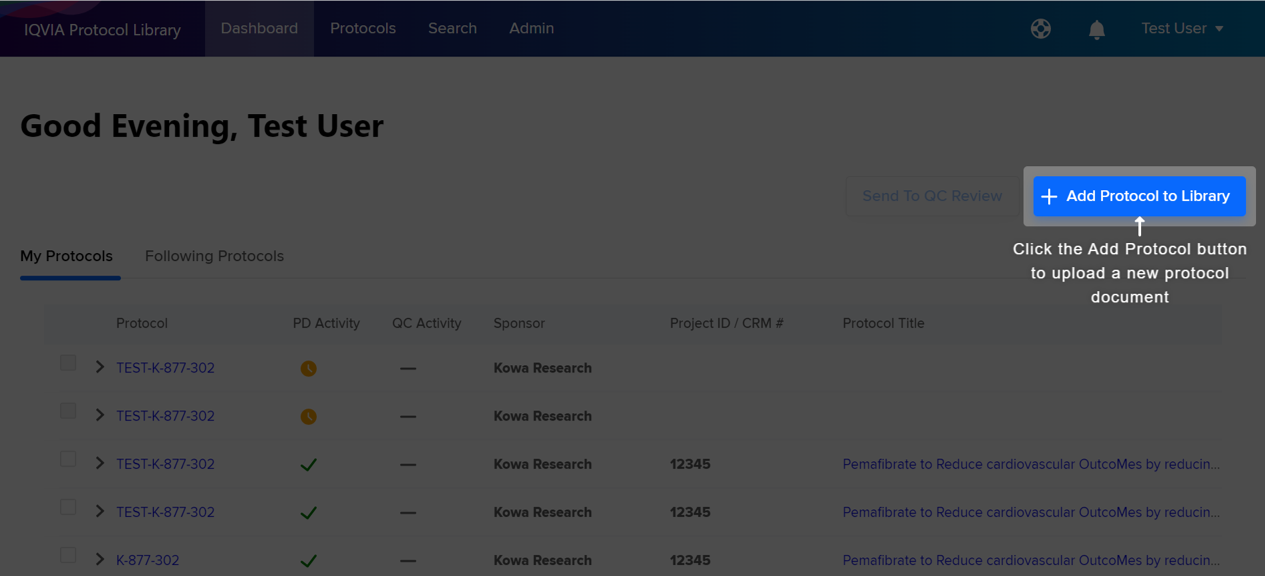 IQVIA Protocol Library Dashboard Protocols Search Admin Test User
Good Evening, Test User
Send To QC Review Add Protocol to Library
My Protocols Following Protocols
Click the Add Protocol button
to upload a new protocol
document
Protocol PD Activity QC Activity Sponsor Project ID / CRM # Protocol Title
TEST-K-877-302 — Kowa Research
TEST-K-877-302 — Kowa Research
TEST-K-877-302 — Kowa Research 12345 Pemafibrate to Reduce cardiovascular OutcoMes by reducin...
TEST-K-877-302 — Kowa Research 12345 Pemafibrate to Reduce cardiovascular OutcoMes by reducin...
K-877-302 — Kowa Research 12345 Pemafibrate to Reduce cardiovascular OutcoMes by reducin...